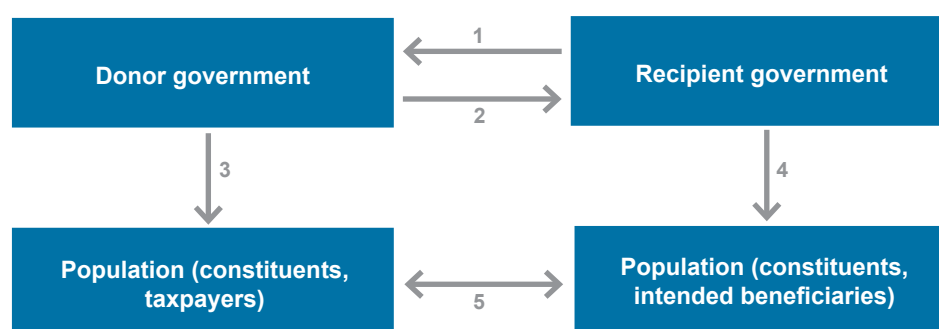 1
Donor government
Recipient government
2
3
4
Population (constituents,
taxpayers)
Population (constituents,
intended beneficiaries)
5